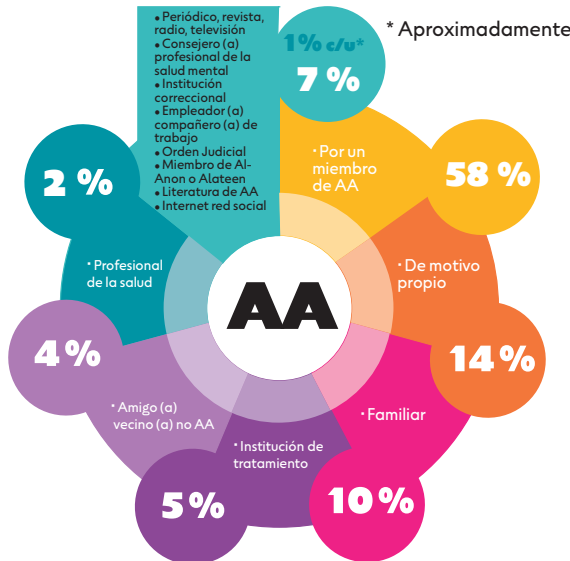 • Periódico, revista,
radio, televisión
• Consejero (a)
profesional de la
salud mental
• Institución
correccional
• Empleador (a)
compañero (a) de
trabajo
• Orden Judicial
• Miembro de Al-
Anon o Alateen
• Literatura de AA
• Internet red social
1% c/u*
7 %
* Aproximadamente
• Por un
miembro
de AA
58 %
• De motivo
propio
14 %
• Familiar
10 %
• Institución de
tratamiento
5 %
• Amigo (a)
vecino (a) no AA
4 %
• Profesional
de la salud
2 %
AA